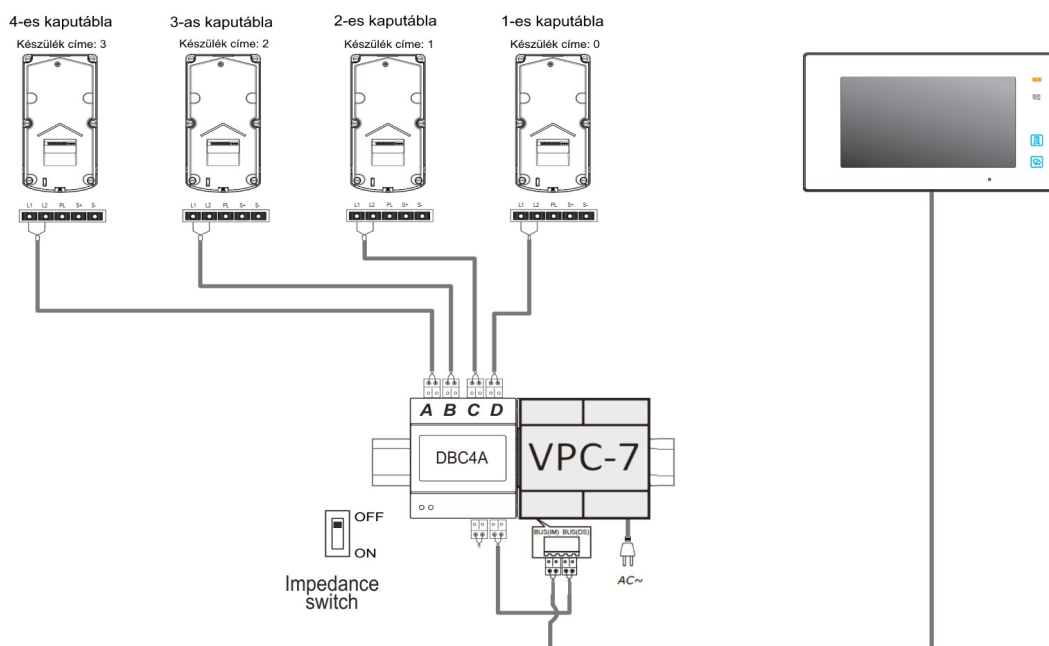 4-es kaputábla
3-as kaputábla
2-es kaputábla
1-es kaputábla
Készülék címe: 3
Készülék címe: 2
Készülék címe: 1
Készülék címe: 0
L1 L2 PL S+ S-
L1 L2 PL S+ S-
L1 L2 PL S+ S-
L1 L2 PL S+ S-
A B C D
DBC4A
VPC-7
OFF
ON
Impedance
switch
BUS(IM) BUS(DS)
AC~